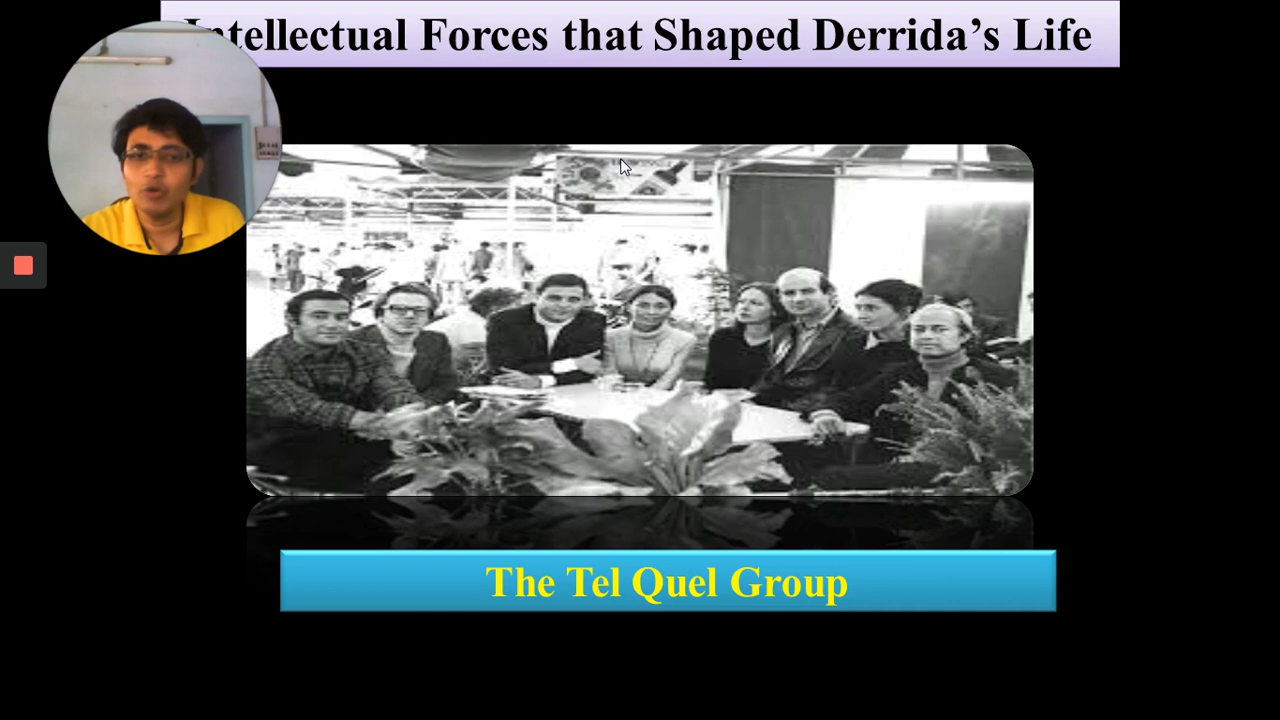 Intellectual Forces that Shaped Derrida’s Life
The Tel Quel Group